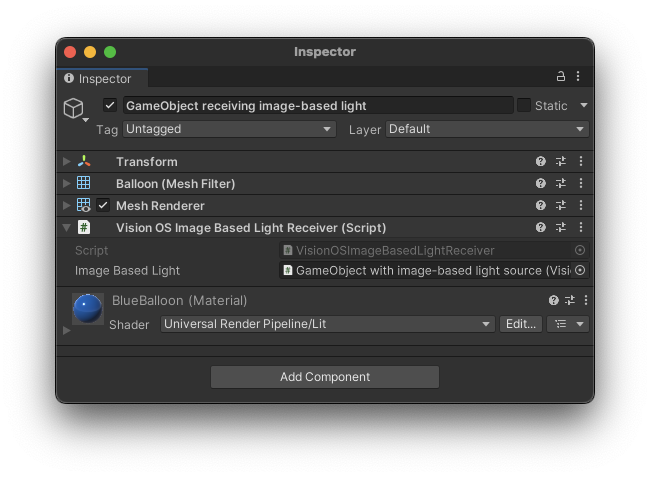 Inspector
Inspector
GameObject receiving image-based light
Static
Tag Untagged Layer Default
Transform
Balloon (Mesh Filter)
Mesh Renderer
# Vision OS Image Based Light Receiver (Script)
Script # VisionOSImageBasedLightReceiver
Image Based Light # GameObject with image-based light source (Visi
BlueBalloon (Material)
Shader Universal Render Pipeline/Lit Edit...
Add Component